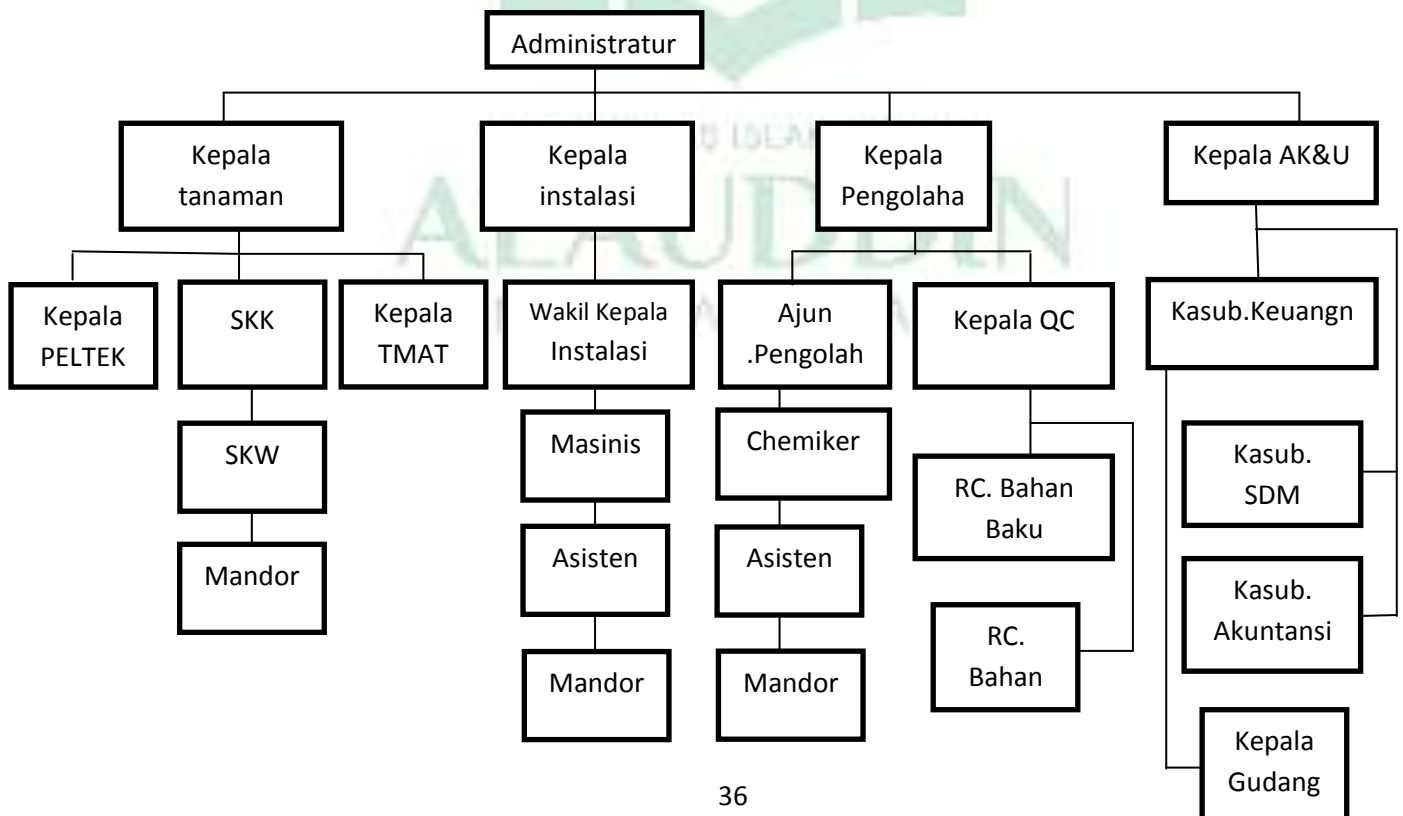 Administratur
Kepala
tanaman
Kepala
instalasi
Kepala
Pengolaha
Kepala AK&U
Kepala
PELTEK
SKK
Kepala
TMAT
Wakil Kepala
Instalasi
Ajun
.Pengolah
Kepala QC
Kasub.Keuangn
SKW
Masinis
Chemiker
RC. Bahan
Baku
Kasub.
SDM
Mandor
Asisten
Asisten
RC.
Bahan
Kasub.
Akuntansi
Mandor
Mandor
Kepala
Gudang
ALAUDDIN
36